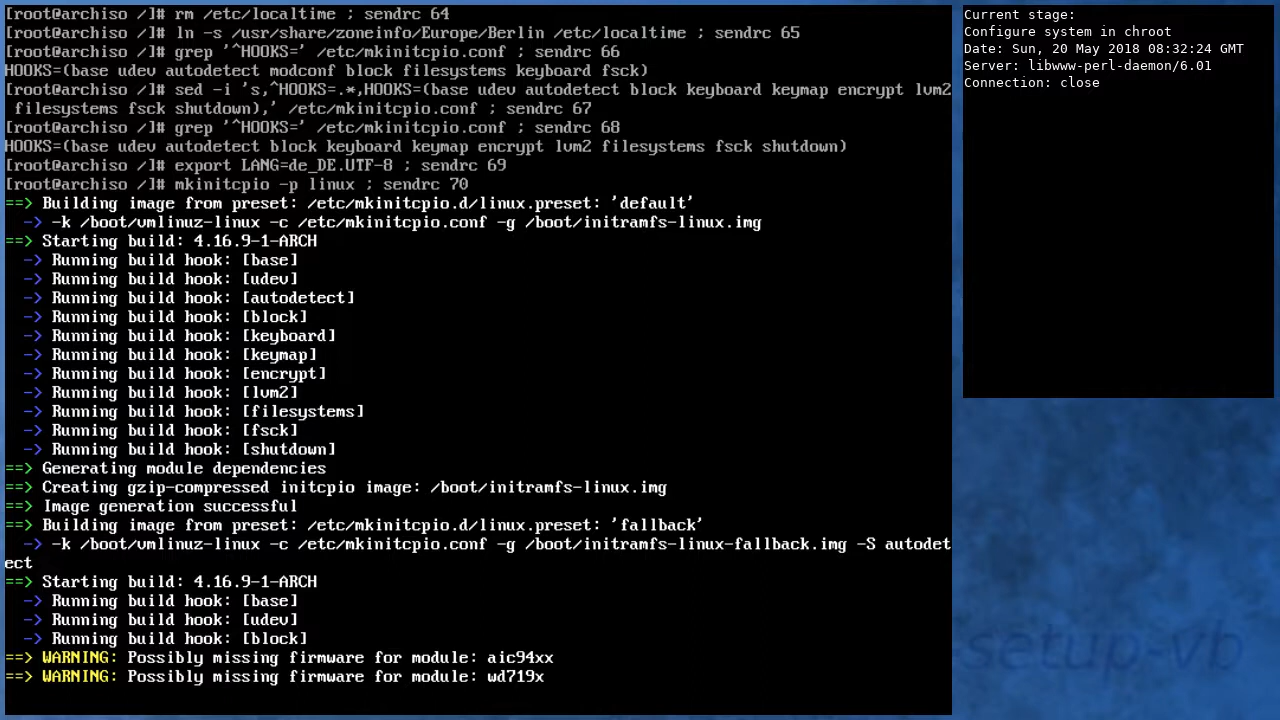 [root@archiso /]# rm /etc/localtime ; sendrc 64
[root@archiso /]# ln -s /usr/share/zoneinfo/Europe/Berlin /etc/localtime ; sendrc 65
[root@archiso /]# grep '^HOOKS=' /etc/mkinitcpio.conf ; sendrc 66
HOOKS=(base udev autodetect modconf block filesystems keyboard fsck)
[root@archiso /]# sed -i 's,^HOOKS=.*,HOOKS=(base udev autodetect block keyboard keymap encrypt lvm2
 filesystems fsck shutdown),' /etc/mkinitcpio.conf ; sendrc 67
[root@archiso /]# grep '^HOOKS=' /etc/mkinitcpio.conf ; sendrc 68
HOOKS=(base udev autodetect block keyboard keymap encrypt lvm2 filesystems fsck shutdown)
[root@archiso /]# export LANG=de_DE.UTF-8 ; sendrc 69
[root@archiso /]# mkinitcpio -p linux ; sendrc 70
==> Building image from preset: /etc/mkinitcpio.d/linux.preset: 'default'
  -> -k /boot/vmlinuz-linux -c /etc/mkinitcpio.conf -g /boot/initramfs-linux.img
==> Starting build: 4.16.9-1-ARCH
  -> Running build hook: [base]
  -> Running build hook: [udev]
  -> Running build hook: [autodetect]
  -> Running build hook: [block]
  -> Running build hook: [keyboard]
  -> Running build hook: [keymap]
  -> Running build hook: [encrypt]
  -> Running build hook: [lvm2]
  -> Running build hook: [filesystems]
  -> Running build hook: [fsck]
  -> Running build hook: [shutdown]
==> Generating module dependencies
==> Creating gzip-compressed initcpio image: /boot/initramfs-linux.img
==> Image generation successful
==> Building image from preset: /etc/mkinitcpio.d/linux.preset: 'fallback'
  -> -k /boot/vmlinuz-linux -c /etc/mkinitcpio.conf -g /boot/initramfs-linux-fallback.img -S autodet
ect
==> Starting build: 4.16.9-1-ARCH
  -> Running build hook: [base]
  -> Running build hook: [udev]
  -> Running build hook: [block]
==> WARNING: Possibly missing firmware for module: aic94xx
==> WARNING: Possibly missing firmware for module: wd719x
Current stage:
Configure system in chroot
Date: Sun, 20 May 2018 08:32:24 GMT
Server: libwww-perl-daemon/6.01
Connection: close
setup-vb